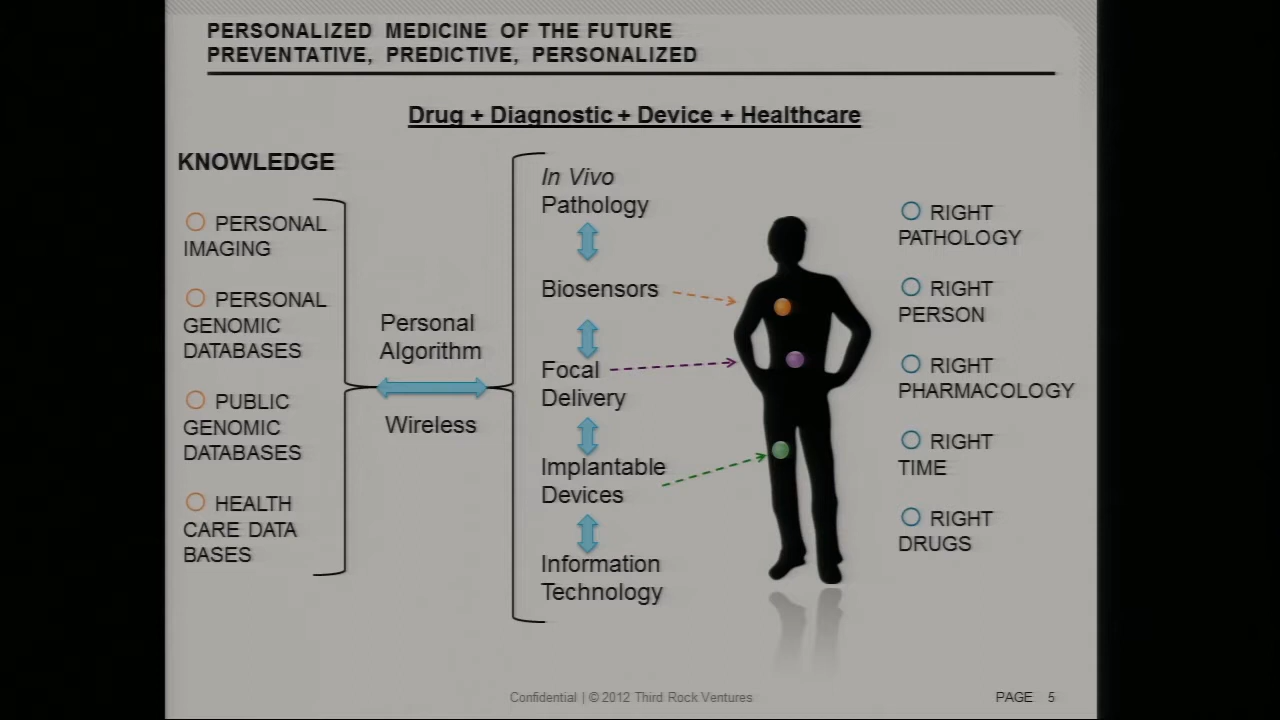 PERSONALIZED MEDICINE OF THE FUTURE
PREVENTATIVE, PREDICTIVE, PERSONALIZED
Drug + Diagnostic + Device + Healthcare
KNOWLEDGE
PERSONAL
IMAGING
PERSONAL
GENOMIC
DATABASES
PUBLIC
GENOMIC
DATABASES
HEALTH
CARE DATA
BASES
Personal
Algorithm
Wireless
In Vivo
Pathology
Biosensors
Focal
Delivery
Implantable
Devices
Information
Technology
RIGHT
PATHOLOGY
RIGHT
PERSON
RIGHT
PHARMACOLOGY
RIGHT
TIME
RIGHT
DRUGS
Confidential | © 2012 Third Rock Ventures
PAGE 5